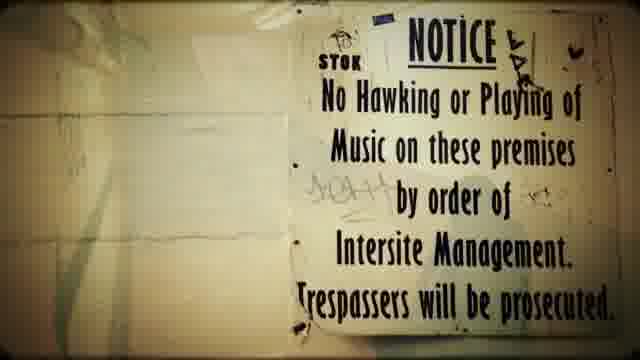 NOTICE
STOK
No Hawking or Playing of
Music on these premises
by order of
Intersite Management.
Trespassers will be prosecuted.